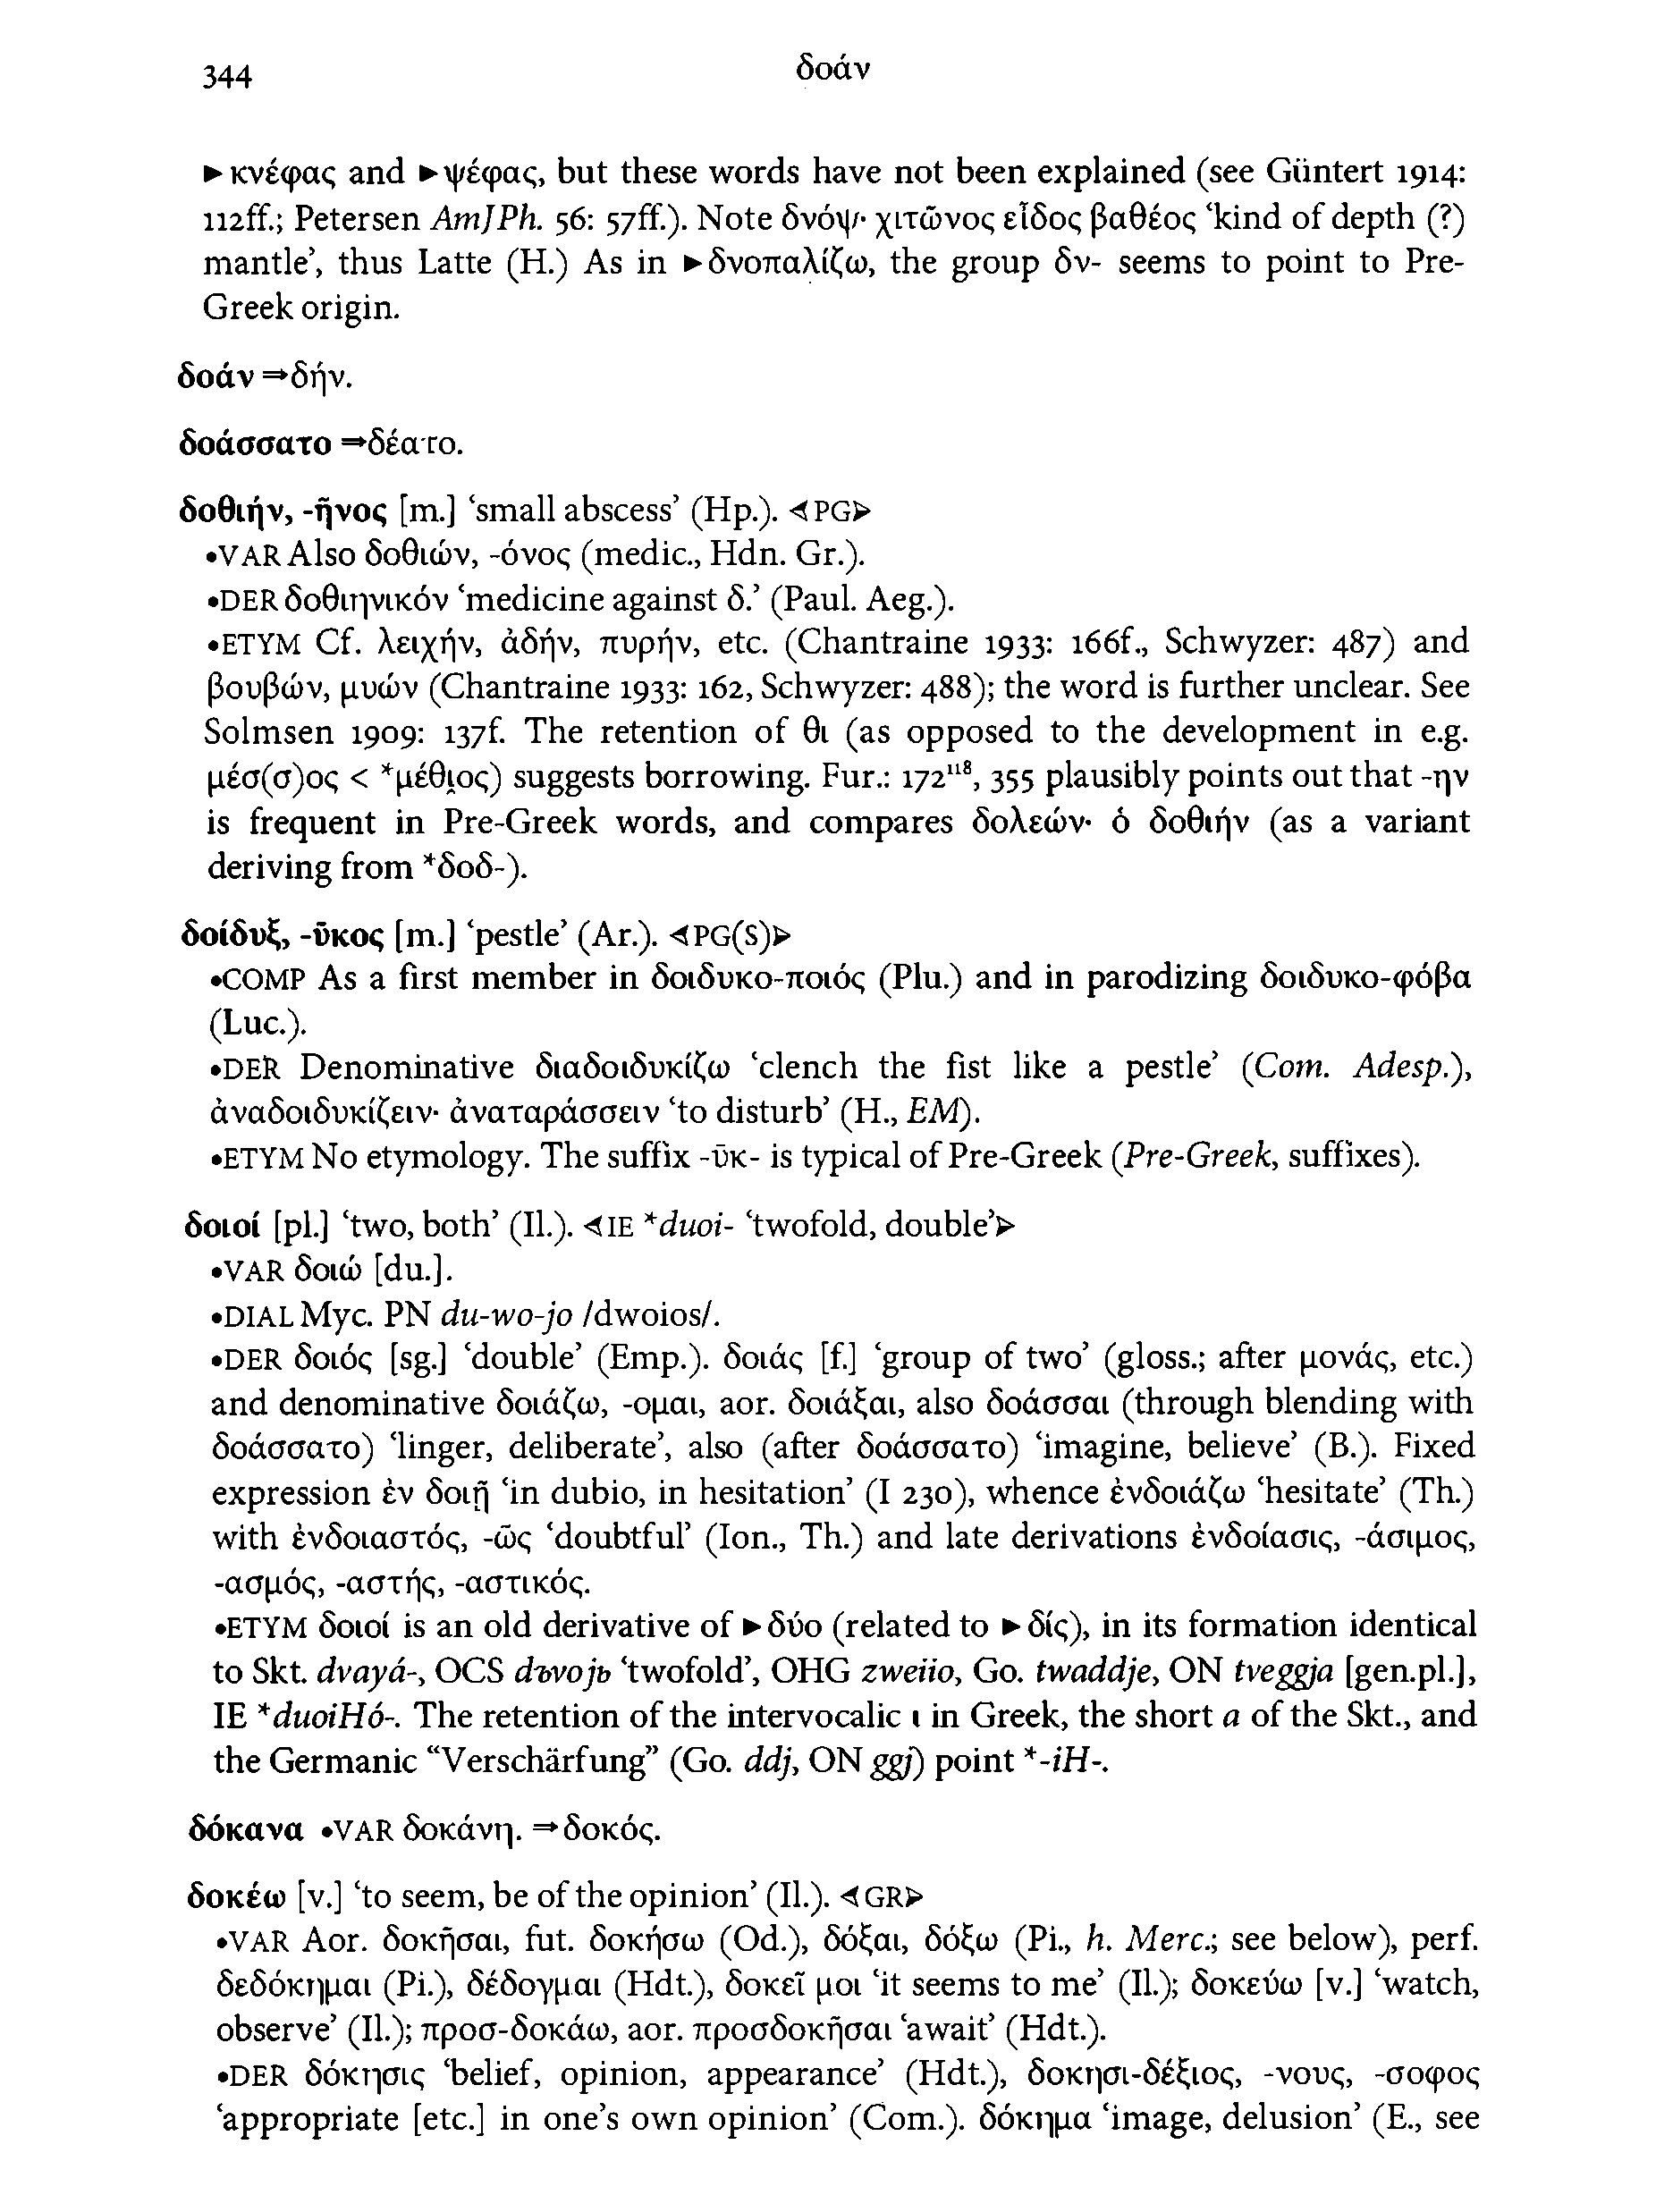 344 δοάν
►κνέφας and ►ψέφας, but these words have not been explained (see Güntert 1914:
112ff.; Petersen AmJPh. 56: 57ff.). Note δνόψ· χιτῶνος εἶδος βαθέος ‘kind of depth (?)
mantle’, thus Latte (H.) As in ►δνοπαλίζω, the group δν- seems to point to Pre-
Greek origin.
δοάν ⇒δήν.
δοάσσατο ⇒δέατο.
δοθιήν, -ῆνος [m.] ‘small abscess’ (Hp.). ⊲PG⊳
•VAR Also δοθιών, -όνος (medic., Hdn. Gr.).
•DER δοθιηνικόν ‘medicine against δ.’ (Paul. Aeg.).
•ETYM Cf. λειχήν, ἀδήν, πυρήν, etc. (Chantraine 1933: 166f., Schwyzer: 487) and
βουβών, μυών (Chantraine 1933: 162, Schwyzer: 488); the word is further unclear. See
Solmsen 1909: 137f. The retention of θι (as opposed to the development in e.g.
μέσ(σ)ος < *μέθι̯ος) suggests borrowing. Fur.: 172¹¹⁸, 355 plausibly points out that -ην
is frequent in Pre-Greek words, and compares δολεών· ὁ δοθιήν (as a variant
deriving from *δοδ-).
δοίδυξ, -ῡκος [m.] ‘pestle’ (Ar.). ⊲PG(S)⊳
•COMP As a first member in δοιδυκο-ποιός (Plu.) and in parodizing δοιδυκο-φόβα
(Luc.).
•DER Denominative διαδοιδυκίζω ‘clench the fist like a pestle’ (Com. Adesp.),
ἀναδοιδυκίζειν· ἀναταράσσειν ‘to disturb’ (H., EM).
•ETYM No etymology. The suffix -ῡκ- is typical of Pre-Greek (Pre-Greek, suffixes).
δοιοί [pl.] ‘two, both’ (Il.). ⊲IE *duoi- ‘twofold, double’⊳
•VAR δοιώ [du.].
•DIAL Myc. PN du-wo-jo /dwoios/.
•DER δοιός [sg.] ‘double’ (Emp.). δοιάς [f.] ‘group of two’ (gloss.; after μονάς, etc.)
and denominative δοιάζω, -ομαι, aor. δοιάξαι, also δοάσσαι (through blending with
δοάσσατο) ‘linger, deliberate’, also (after δοάσσατο) ‘imagine, believe’ (B.). Fixed
expression ἐν δοιῇ ‘in dubio, in hesitation’ (I 230), whence ἐνδοιάζω ‘hesitate’ (Th.)
with ἐνδοιαστός, -ῶς ‘doubtful’ (Ion., Th.) and late derivations ἐνδοίασις, -άσιμος,
-ασμός, -αστής, -αστικός.
•ETYM δοιοί is an old derivative of ►δύο (related to ►δίς), in its formation identical
to Skt. dvayá-, OCS dъvojь ‘twofold’, OHG zweiio, Go. twaddje, ON tveggja [gen.pl.],
IE *duoiHó-. The retention of the intervocalic ι in Greek, the short a of the Skt., and
the Germanic “Verschärfung” (Go. ddj, ON ggj) point *-iH-.
δόκανα •VAR δοκάνη. ⇒δοκός.
δοκέω [v.] ‘to seem, be of the opinion’ (Il.). ⊲GR⊳
•VAR Aor. δοκῆσαι, fut. δοκήσω (Od.), δόξαι, δόξω (Pi., h. Merc.; see below), perf.
δεδόκημαι (Pi.), δέδογμαι (Hdt.), δοκεῖ μοι ‘it seems to me’ (Il.); δοκεύω [v.] ‘watch,
observe’ (Il.); προσ-δοκάω, aor. προσδοκῆσαι ‘await’ (Hdt.).
•DER δόκησις ‘belief, opinion, appearance’ (Hdt.), δοκησι-δέξιος, -νους, -σοφος
‘appropriate [etc.] in one’s own opinion’ (Com.). δόκημα ‘image, delusion’ (E., see